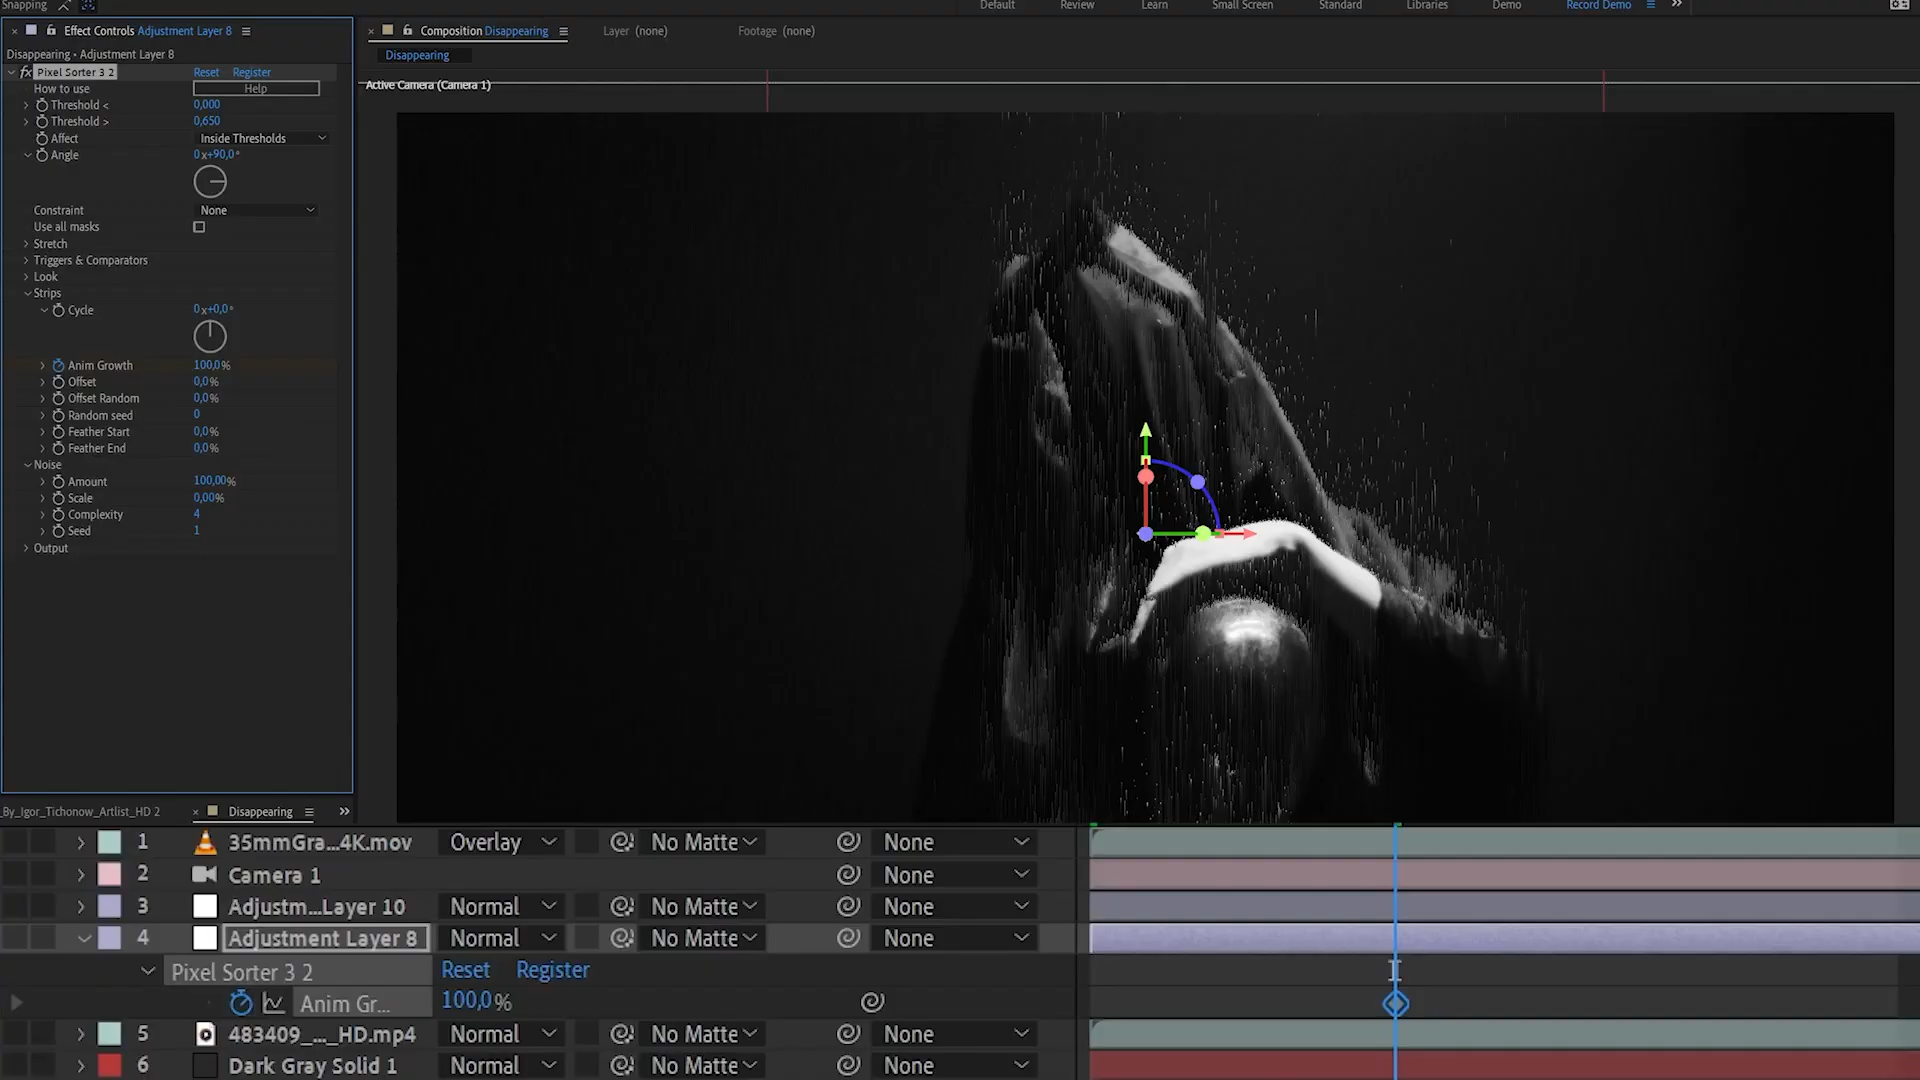 Snapping
Default Review Learn Small Screen Standard Libraries Demo Record Demo
Effect Controls Adjustment Layer 8
Disappearing • Adjustment Layer 8
fx Pixel Sorter 3 2 Reset Register
How to use Help
Threshold < 0,000
Threshold > 0,650
Affect Inside Thresholds
Angle 0x+90,0°
Constraint None
Use all masks
Stretch
Triggers & Comparators
Look
Strips
Cycle 0x+0,0°
Anim Growth 100,0%
Offset 0,0%
Offset Random 0,0%
Random seed 0
Feather Start 0,0%
Feather End 0,0%
Noise
Amount 100,00%
Scale 0,00%
Complexity 4
Seed 1
Output
Composition Disappearing Layer (none) Footage (none)
Disappearing
Active Camera (Camera 1)
_By_Igor_Tichonow_Artlist_HD 2 Disappearing
1 35mmGra...4K.mov Overlay No Matte None
2 Camera 1 None
3 Adjustm...Layer 10 Normal No Matte None
4 Adjustment Layer 8 Normal No Matte None
Pixel Sorter 3 2 Reset Register
Anim Gr... 100,0%
5 483409_..._HD.mp4 Normal No Matte None
6 Dark Gray Solid 1 Normal No Matte None